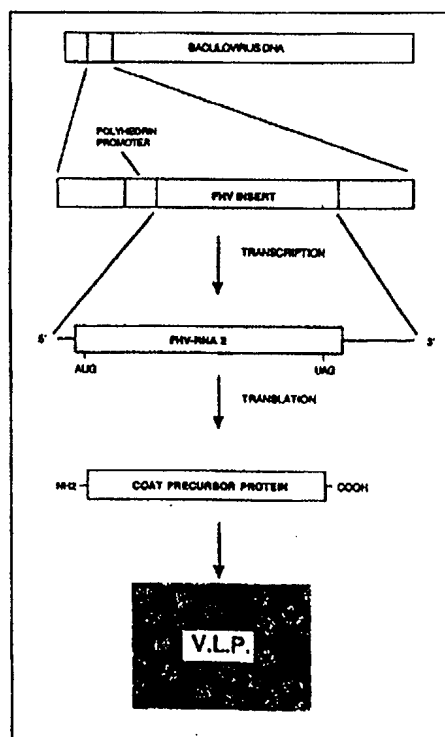 BACULOVIRUS DNA
POLYHEDRIN
PROMOTER
FHV INSERT
TRANSCRIPTION
5' FHV-RNA 2 3'
AUG UAG
TRANSLATION
NH2 COAT PRECURSOR PROTEIN COOH
V.L.P.